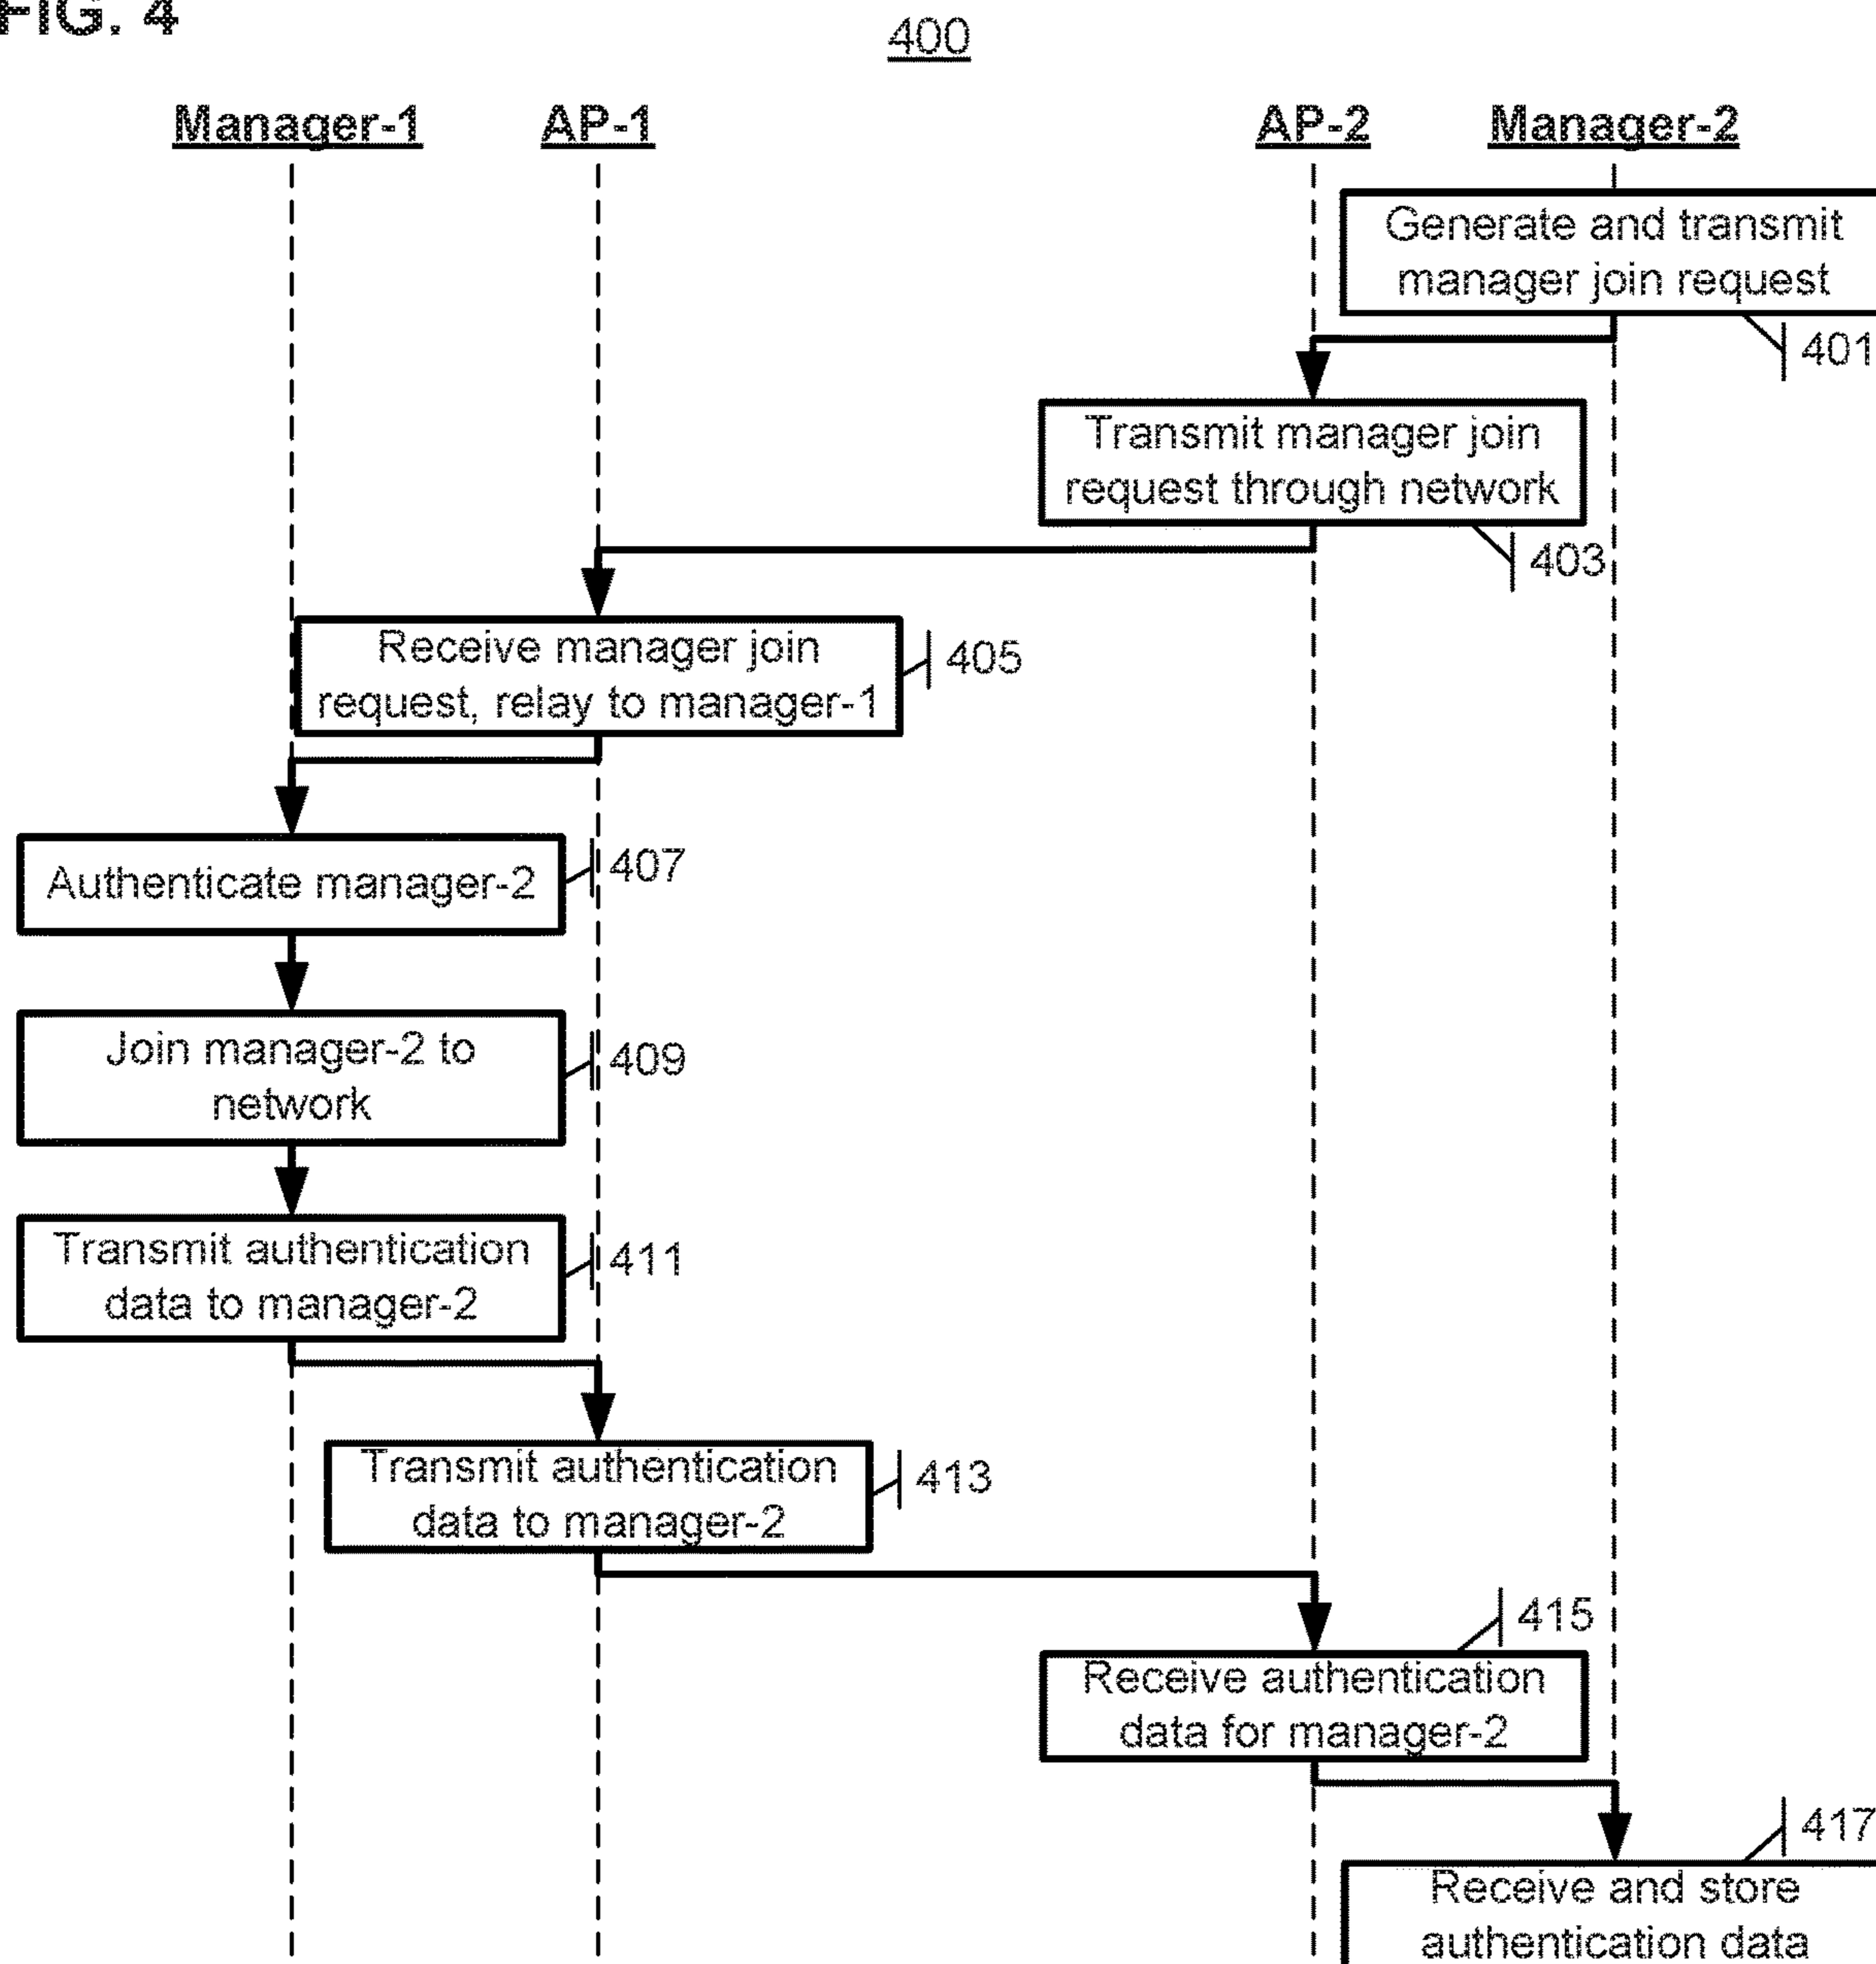 FIG. 4
400
Manager-1 AP-1 AP-2 Manager-2
Generate and transmit
manager join request
401
Transmit manager join
request through network
403
Receive manager join
request, relay to manager-1
405
Authenticate manager-2
407
Join manager-2 to
network
409
Transmit authentication
data to manager-2
411
Transmit authentication
data to manager-2
413
415
Receive authentication
data for manager-2
417
Receive and store
authentication data